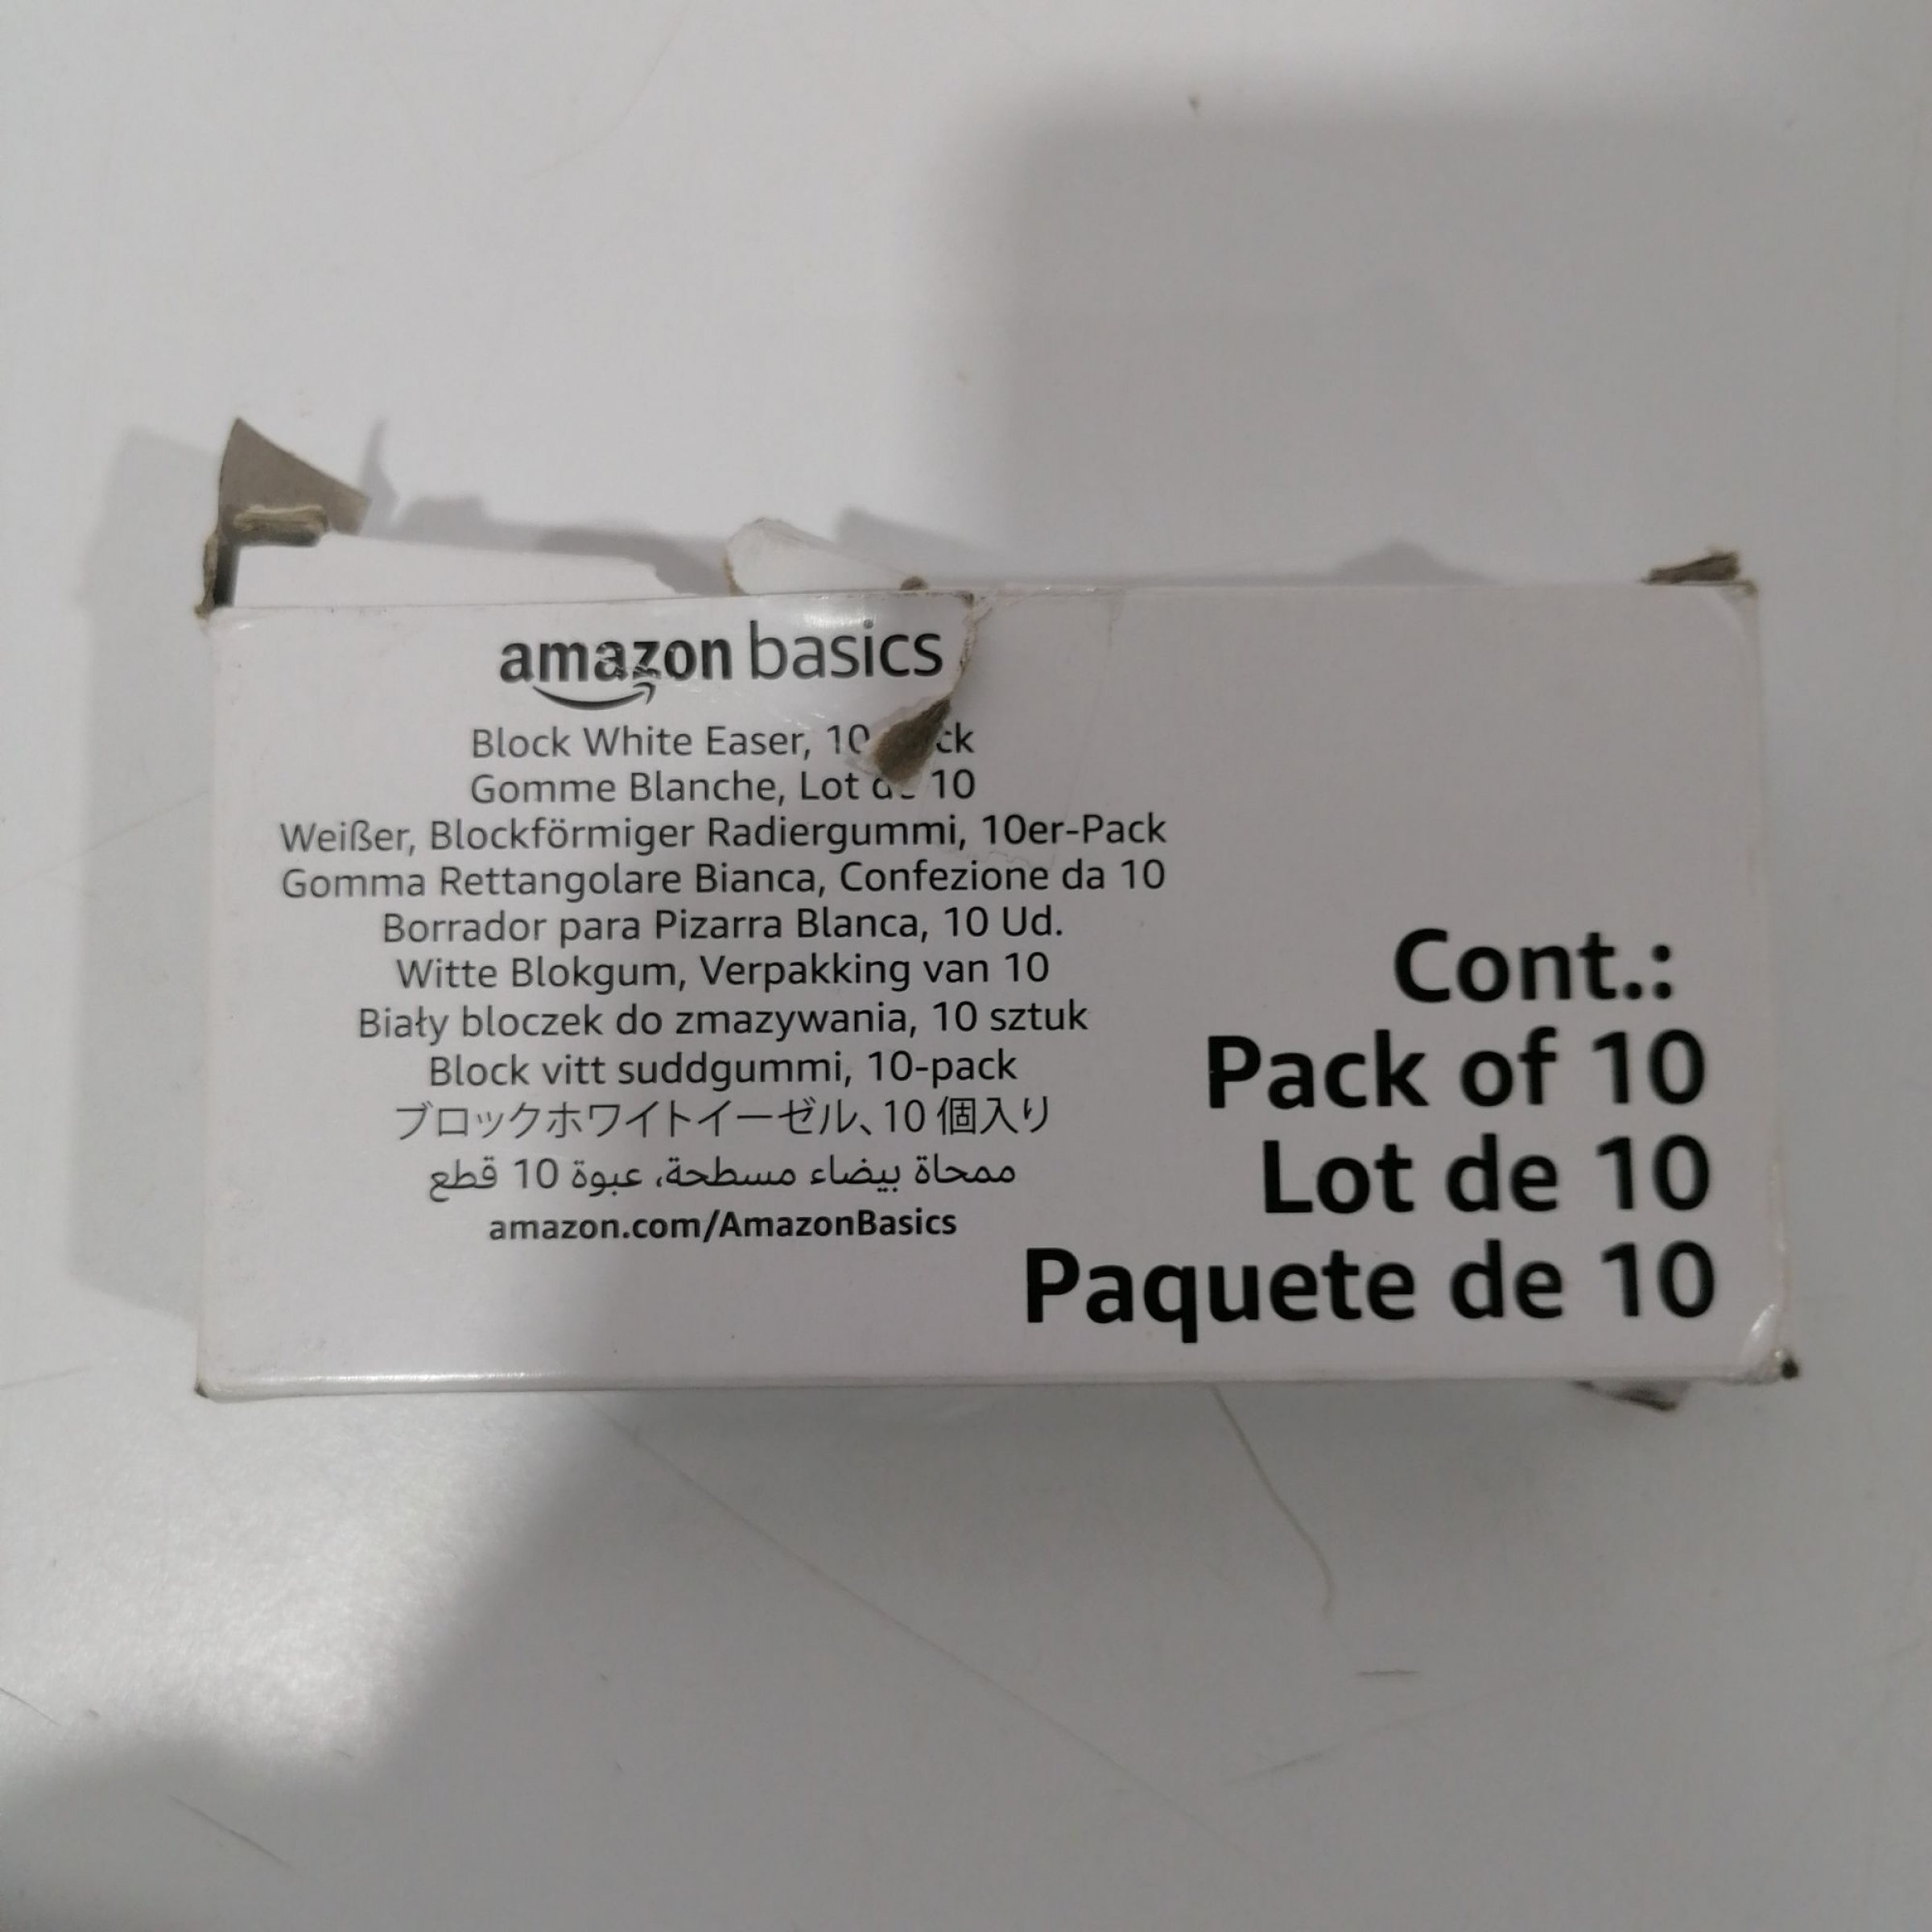 amazon basics
Block White Easer, 10
Gomme Blanche, Lot 10
Weißer, Blockförmiger Radiergummi, 10er-Pack
Gomma Rettangolare Bianca, Confezione da 10
Borrador para Pizarra Blanca, 10 Ud.
Witte Blokgum, Verpakking van 10
Biały bloczek do zmazywania, 10 sztuk
Block vitt suddgummi, 10-pack
ブロックホワイトイーゼル、10 個入り
ممحاة بيضاء مسطحة، عبوة 10 قطع
amazon.com/AmazonBasics
Cont.:
Pack of 10
Lot de 10
Paquete de 10